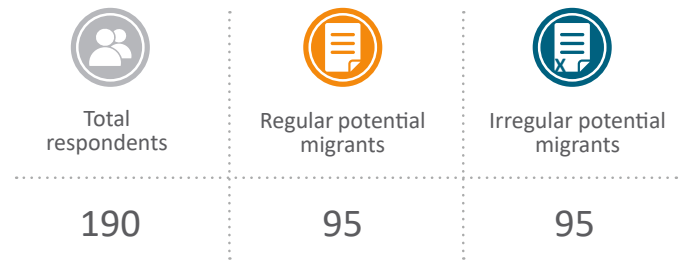 Total
respondents
Regular potential
migrants
X
Irregular potential
migrants
190
95
95